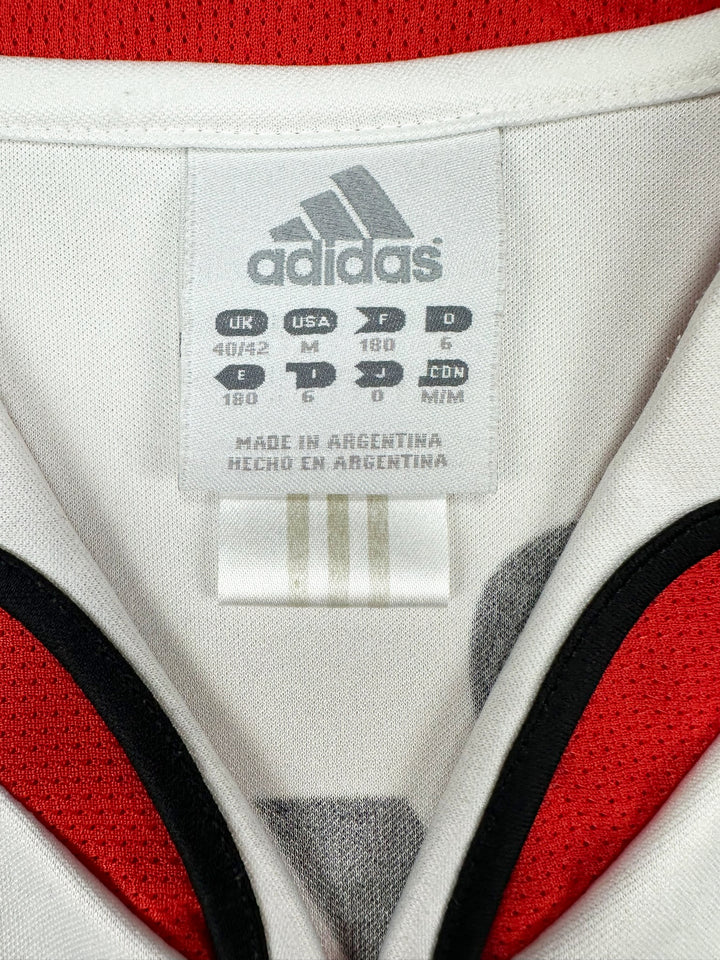 adidas
UK USA F D
40/42 M 180 6
E I J CDN
180 6 O M/M
MADE IN ARGENTINA
HECHO EN ARGENTINA